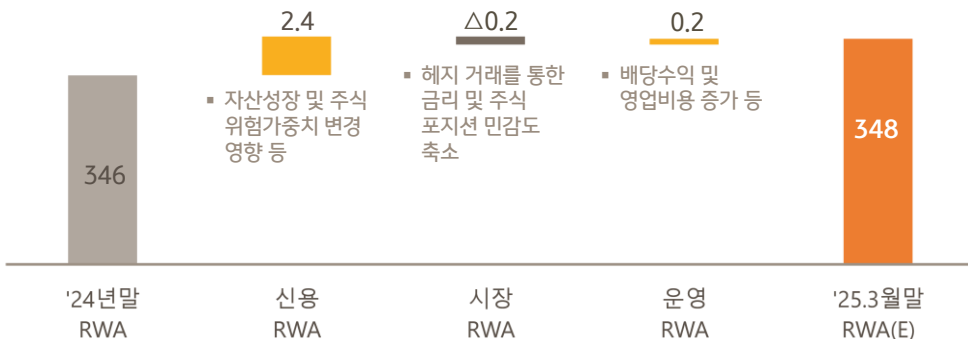 2.4
△0.2
0.2
▪ 자산성장 및 주식
위험가중치 변경
영향 등
▪ 헤지 거래를 통한
금리 및 주식
포지션 민감도
축소
▪ 배당수익 및
영업비용 증가 등
346
348
'24년말
RWA
신용
RWA
시장
RWA
운영
RWA
'25.3월말
RWA(E)